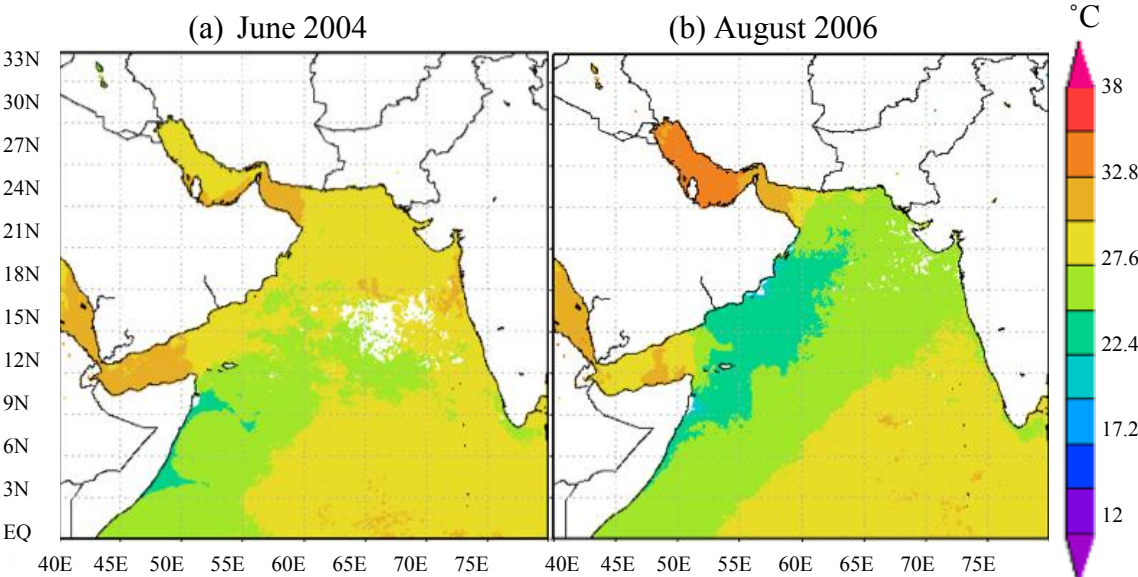 (a) June 2004
(b) August 2006
˚C
33N
30N
27N
24N
21N
18N
15N
12N
9N
6N
3N
EQ
40E 45E 50E 55E 60E 65E 70E 75E
40E 45E 50E 55E 60E 65E 70E 75E
38
32.8
27.6
22.4
17.2
12